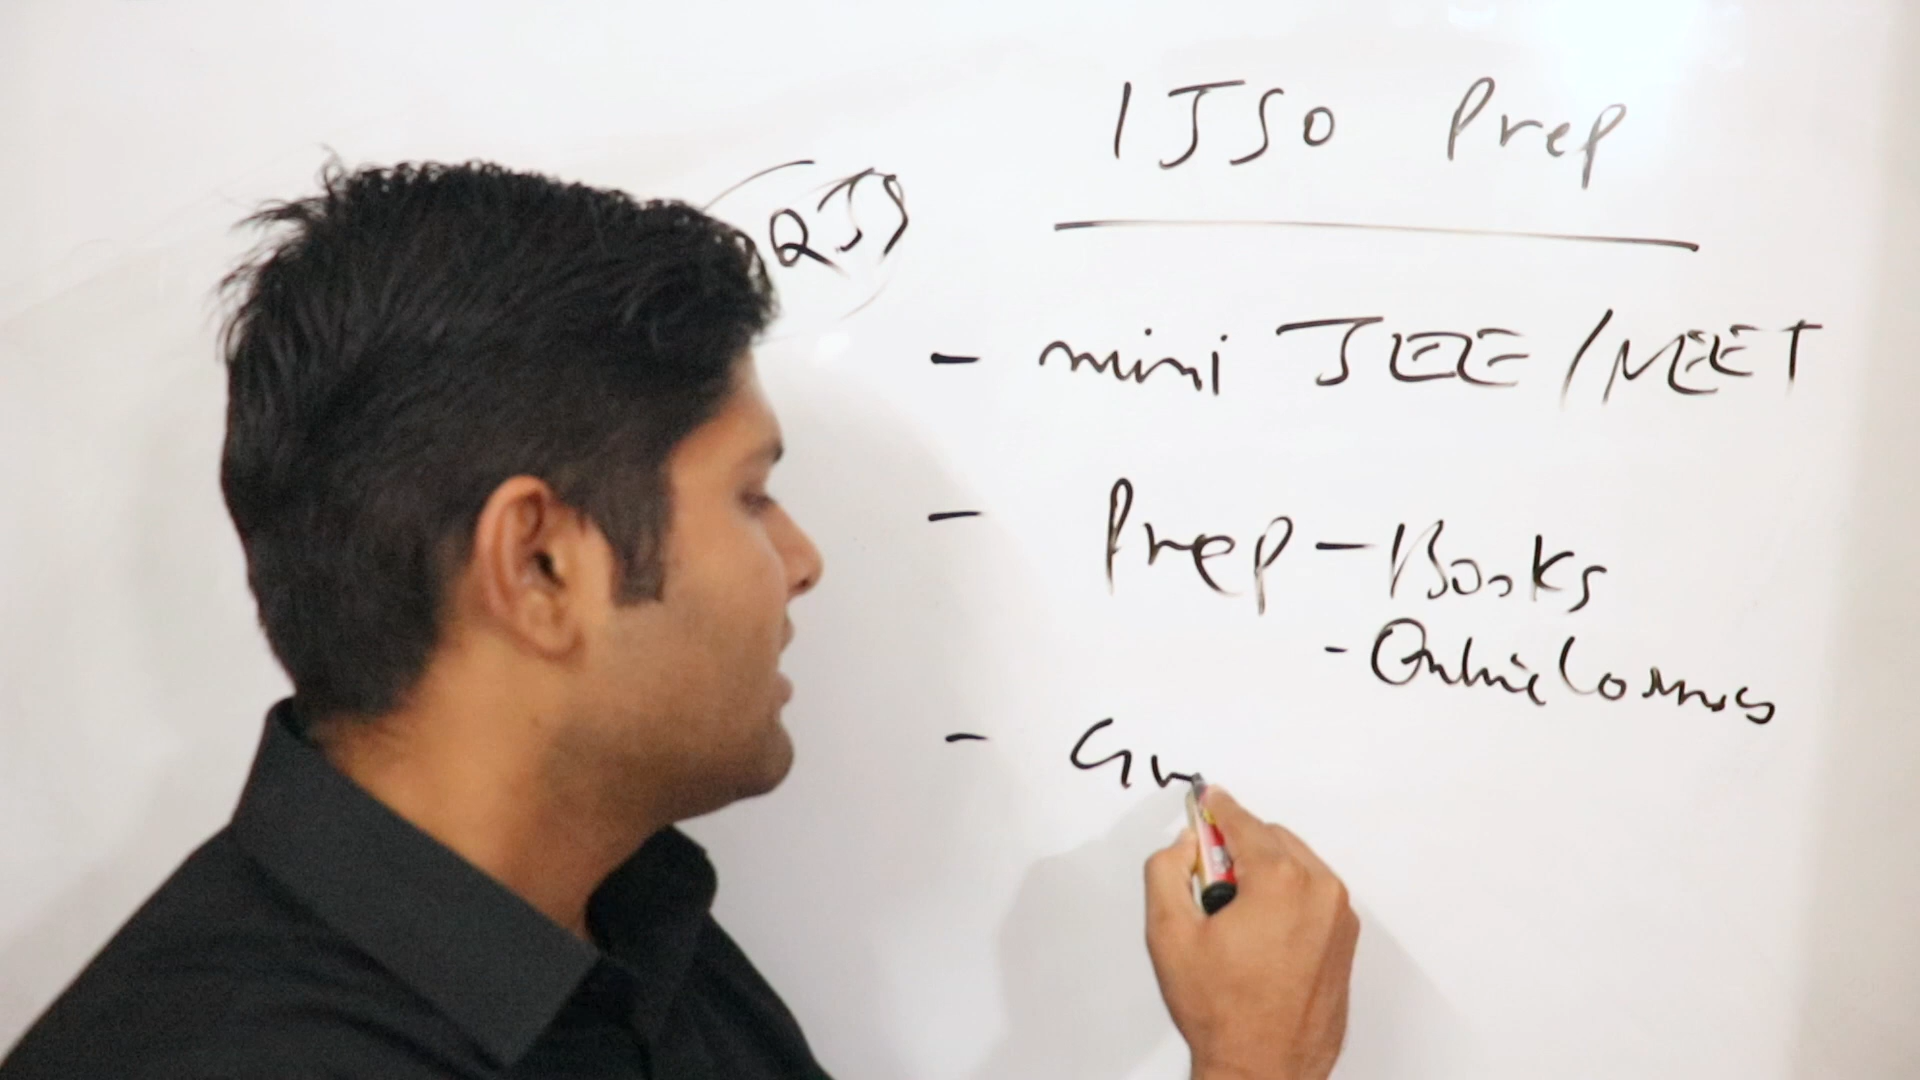 IJSO Prep
- mini JEE/NEET
- Prep - Books
- Online Courses
-